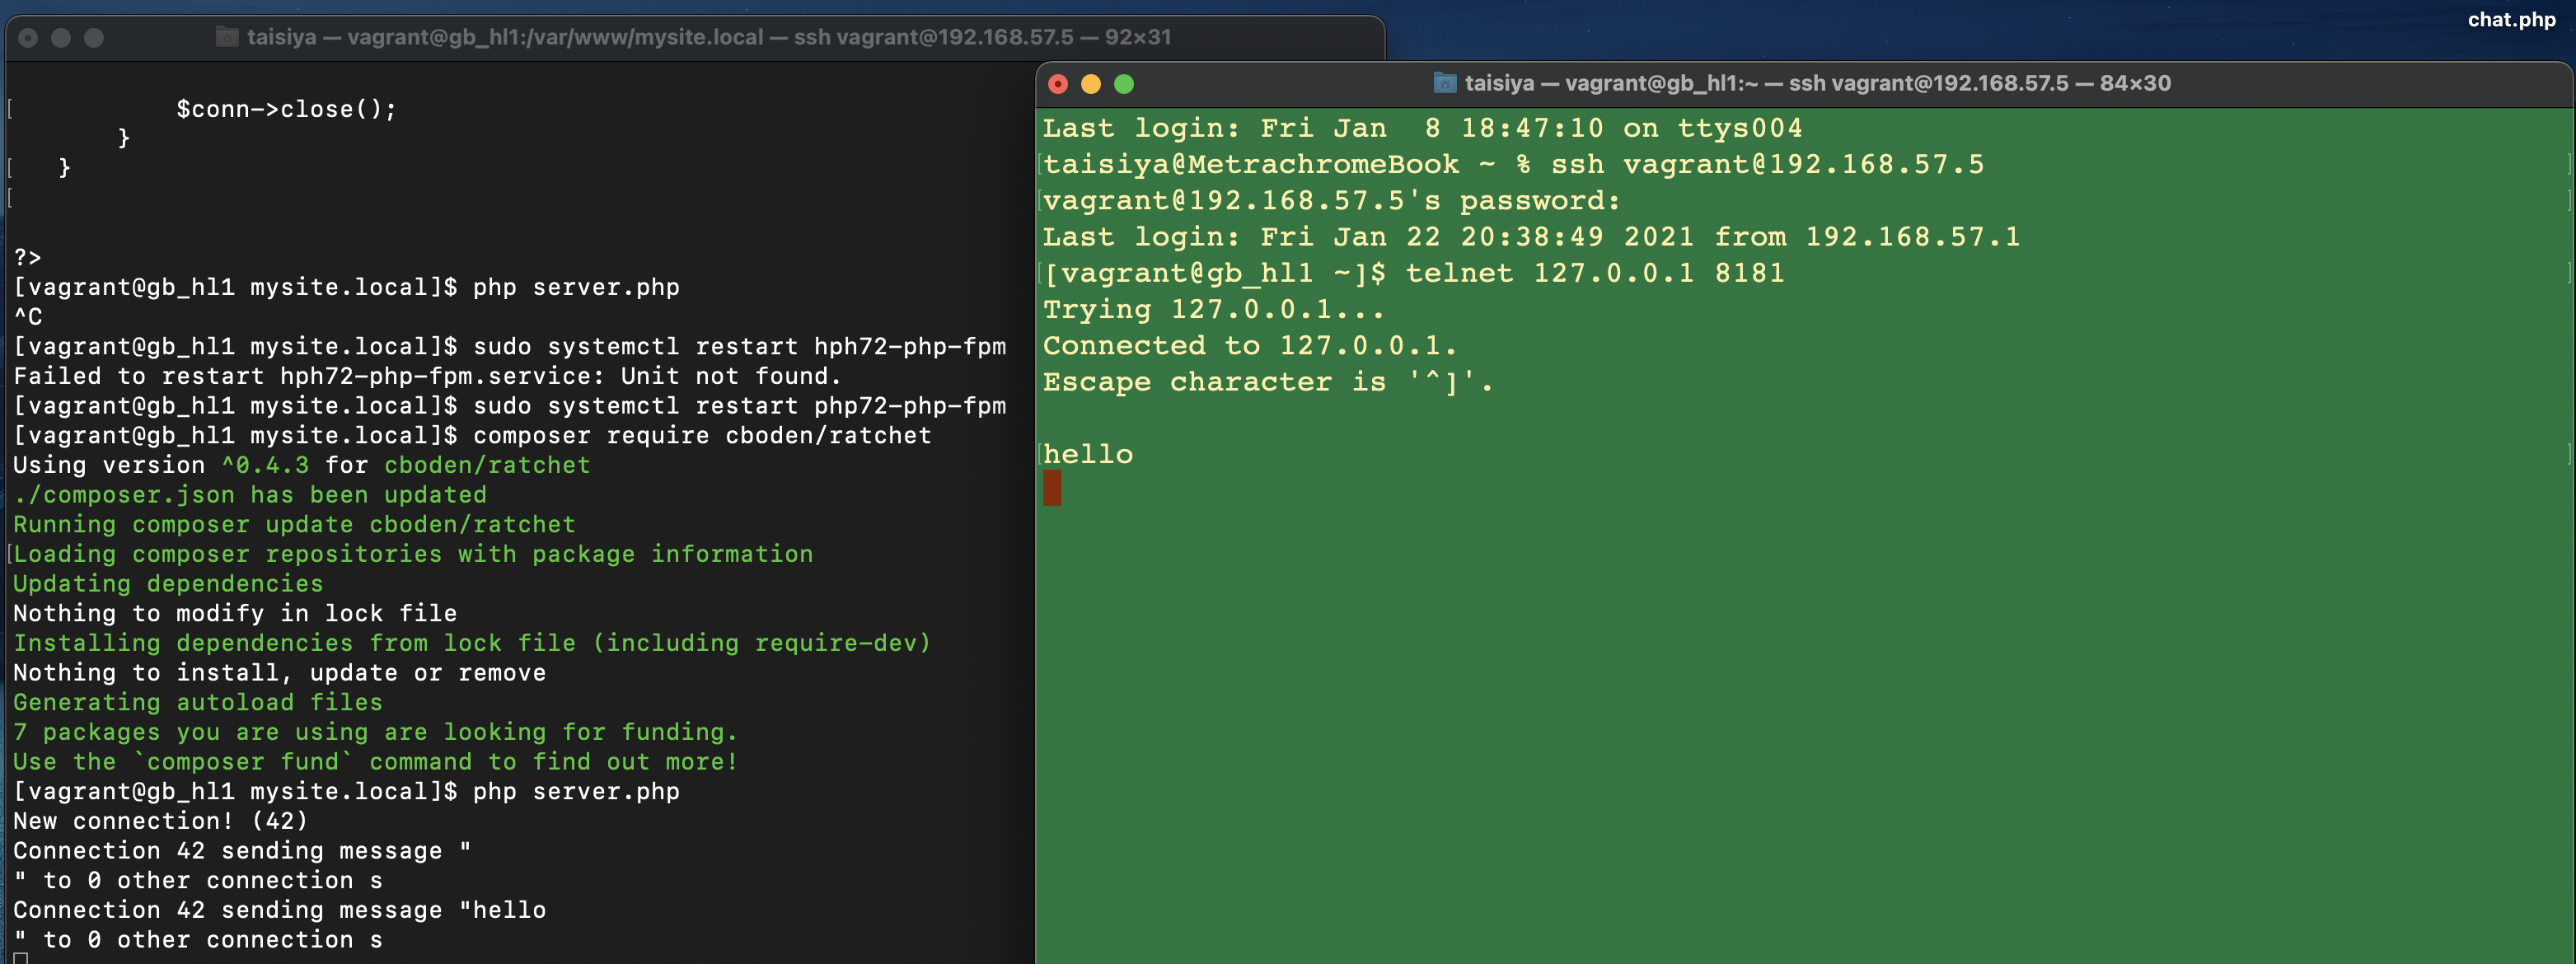 chat.php
taisiya — vagrant@gb_hl1:/var/www/mysite.local — ssh vagrant@192.168.57.5 — 92×31
$conn->close();
}
}
?>
[vagrant@gb_hl1 mysite.local]$ php server.php
^C
[vagrant@gb_hl1 mysite.local]$ sudo systemctl restart hph72-php-fpm
Failed to restart hph72-php-fpm.service: Unit not found.
[vagrant@gb_hl1 mysite.local]$ sudo systemctl restart php72-php-fpm
[vagrant@gb_hl1 mysite.local]$ composer require cboden/ratchet
Using version ^0.4.3 for cboden/ratchet
./composer.json has been updated
Running composer update cboden/ratchet
Loading composer repositories with package information
Updating dependencies
Nothing to modify in lock file
Installing dependencies from lock file (including require-dev)
Nothing to install, update or remove
Generating autoload files
7 packages you are using are looking for funding.
Use the `composer fund` command to find out more!
[vagrant@gb_hl1 mysite.local]$ php server.php
New connection! (42)
Connection 42 sending message "
" to 0 other connection s
Connection 42 sending message "hello
" to 0 other connection s
taisiya — vagrant@gb_hl1:~ — ssh vagrant@192.168.57.5 — 84×30
Last login: Fri Jan  8 18:47:10 on ttys004
taisiya@MetrachromeBook ~ % ssh vagrant@192.168.57.5
vagrant@192.168.57.5's password:
Last login: Fri Jan 22 20:38:49 2021 from 192.168.57.1
[vagrant@gb_hl1 ~]$ telnet 127.0.0.1 8181
Trying 127.0.0.1...
Connected to 127.0.0.1.
Escape character is '^]'.
hello